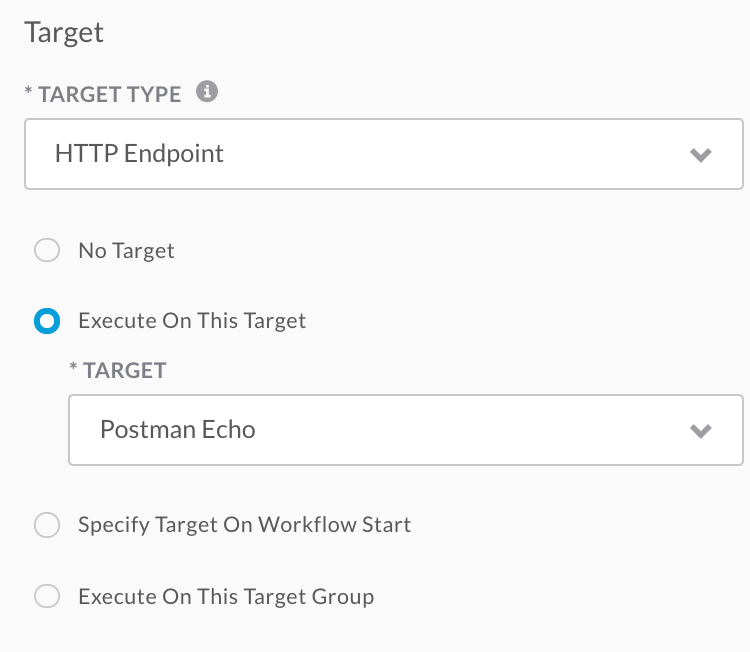 Target
* TARGET TYPE
HTTP Endpoint
No Target
Execute On This Target
* TARGET
Postman Echo
Specify Target On Workflow Start
Execute On This Target Group